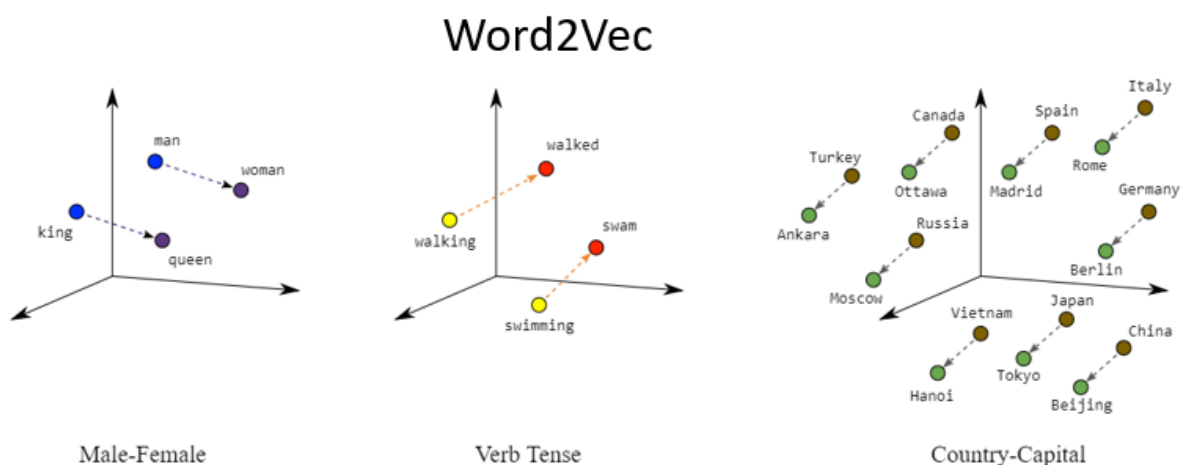 Word2Vec
man
woman
king
queen
Male-Female
walked
walking
swam
swimming
Verb Tense
Italy
Canada
Spain
Rome
Turkey
Ottawa
Madrid
Germany
Ankara
Russia
Berlin
Moscow
Japan
Vietnam
China
Tokyo
Hanoi
Beijing
Country-Capital